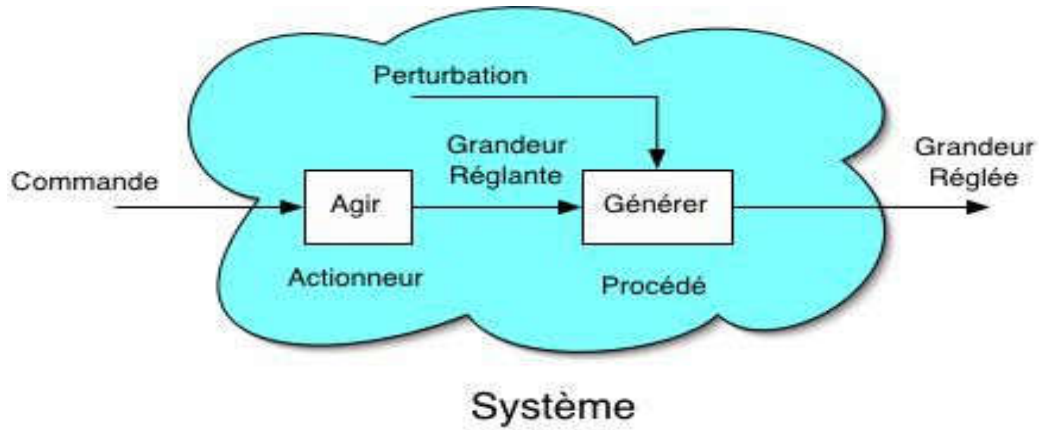 Perturbation
Grandeur
Réglante
Grandeur
Réglée
Commande
Agir
Générer
Actionneur
Procédé
Système